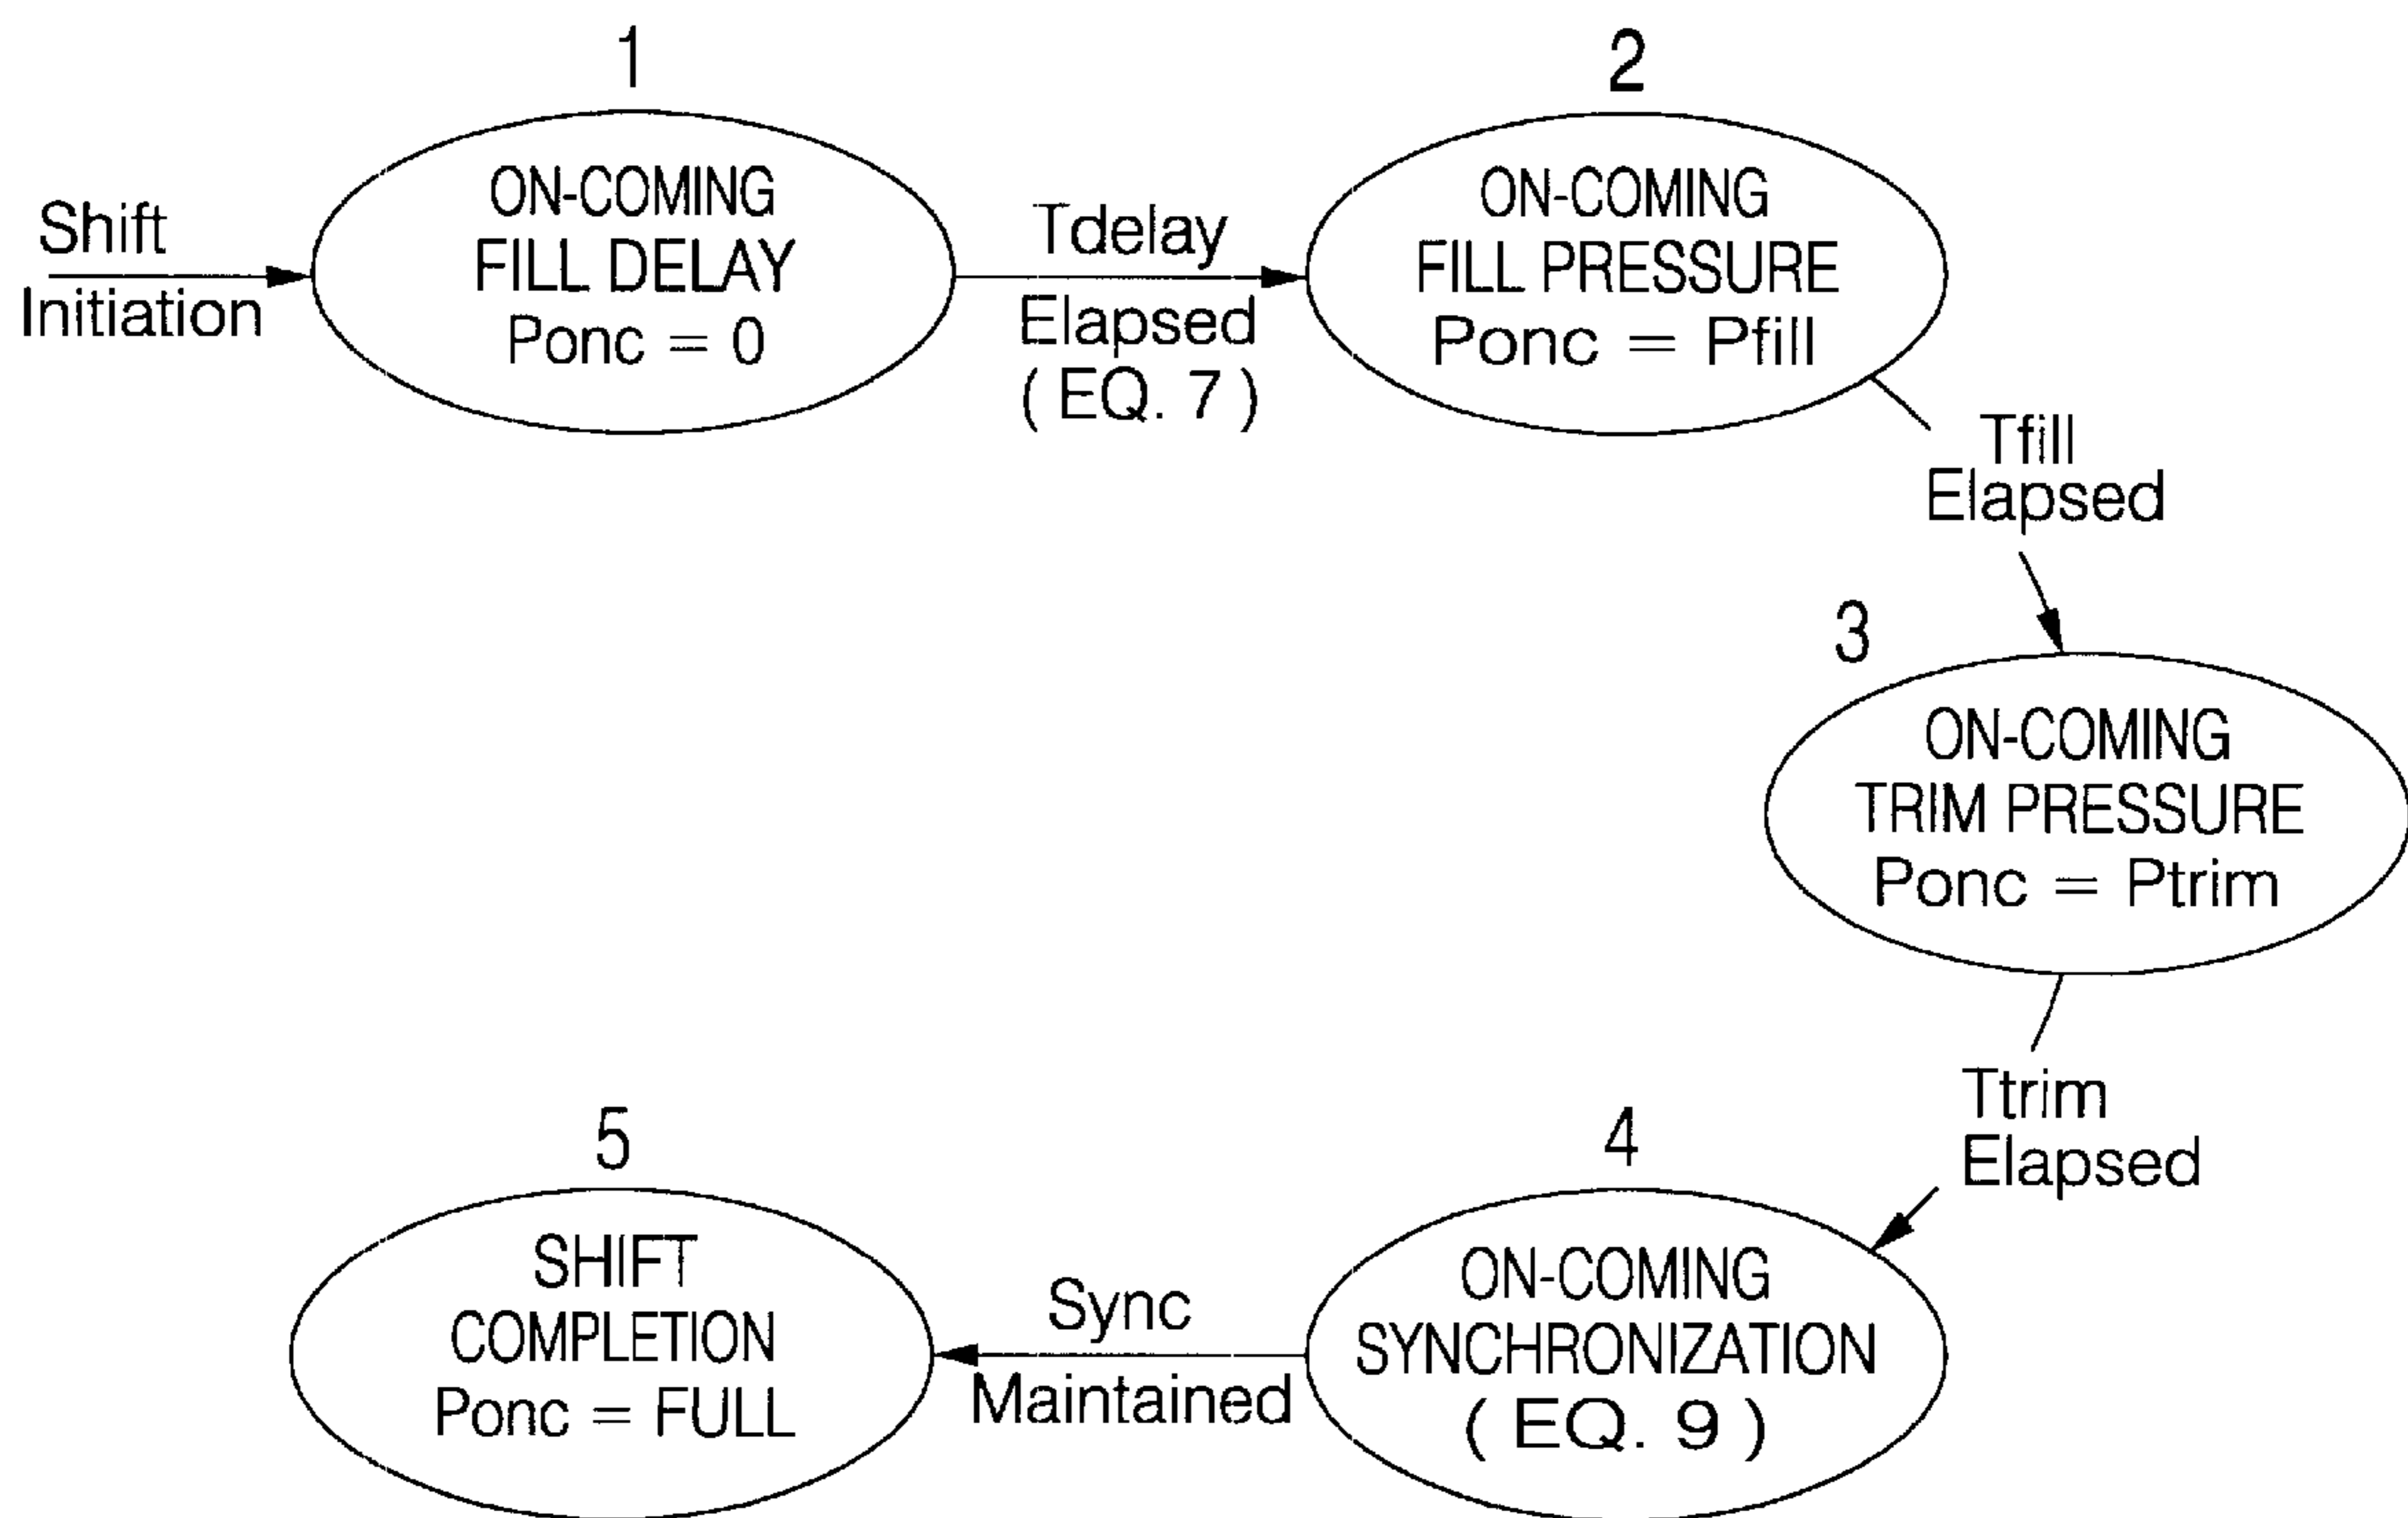 1
Shift
Initiation
ON-COMING
FILL DELAY
Ponc = 0
Tdelay
Elapsed
( EQ. 7 )
2
ON-COMING
FILL PRESSURE
Ponc = Pfill
Tfill
Elapsed
3
ON-COMING
TRIM PRESSURE
Ponc = Ptrim
Ttrim
Elapsed
4
ON-COMING
SYNCHRONIZATION
( EQ. 9 )
Sync
Maintained
5
SHIFT
COMPLETION
Ponc = FULL